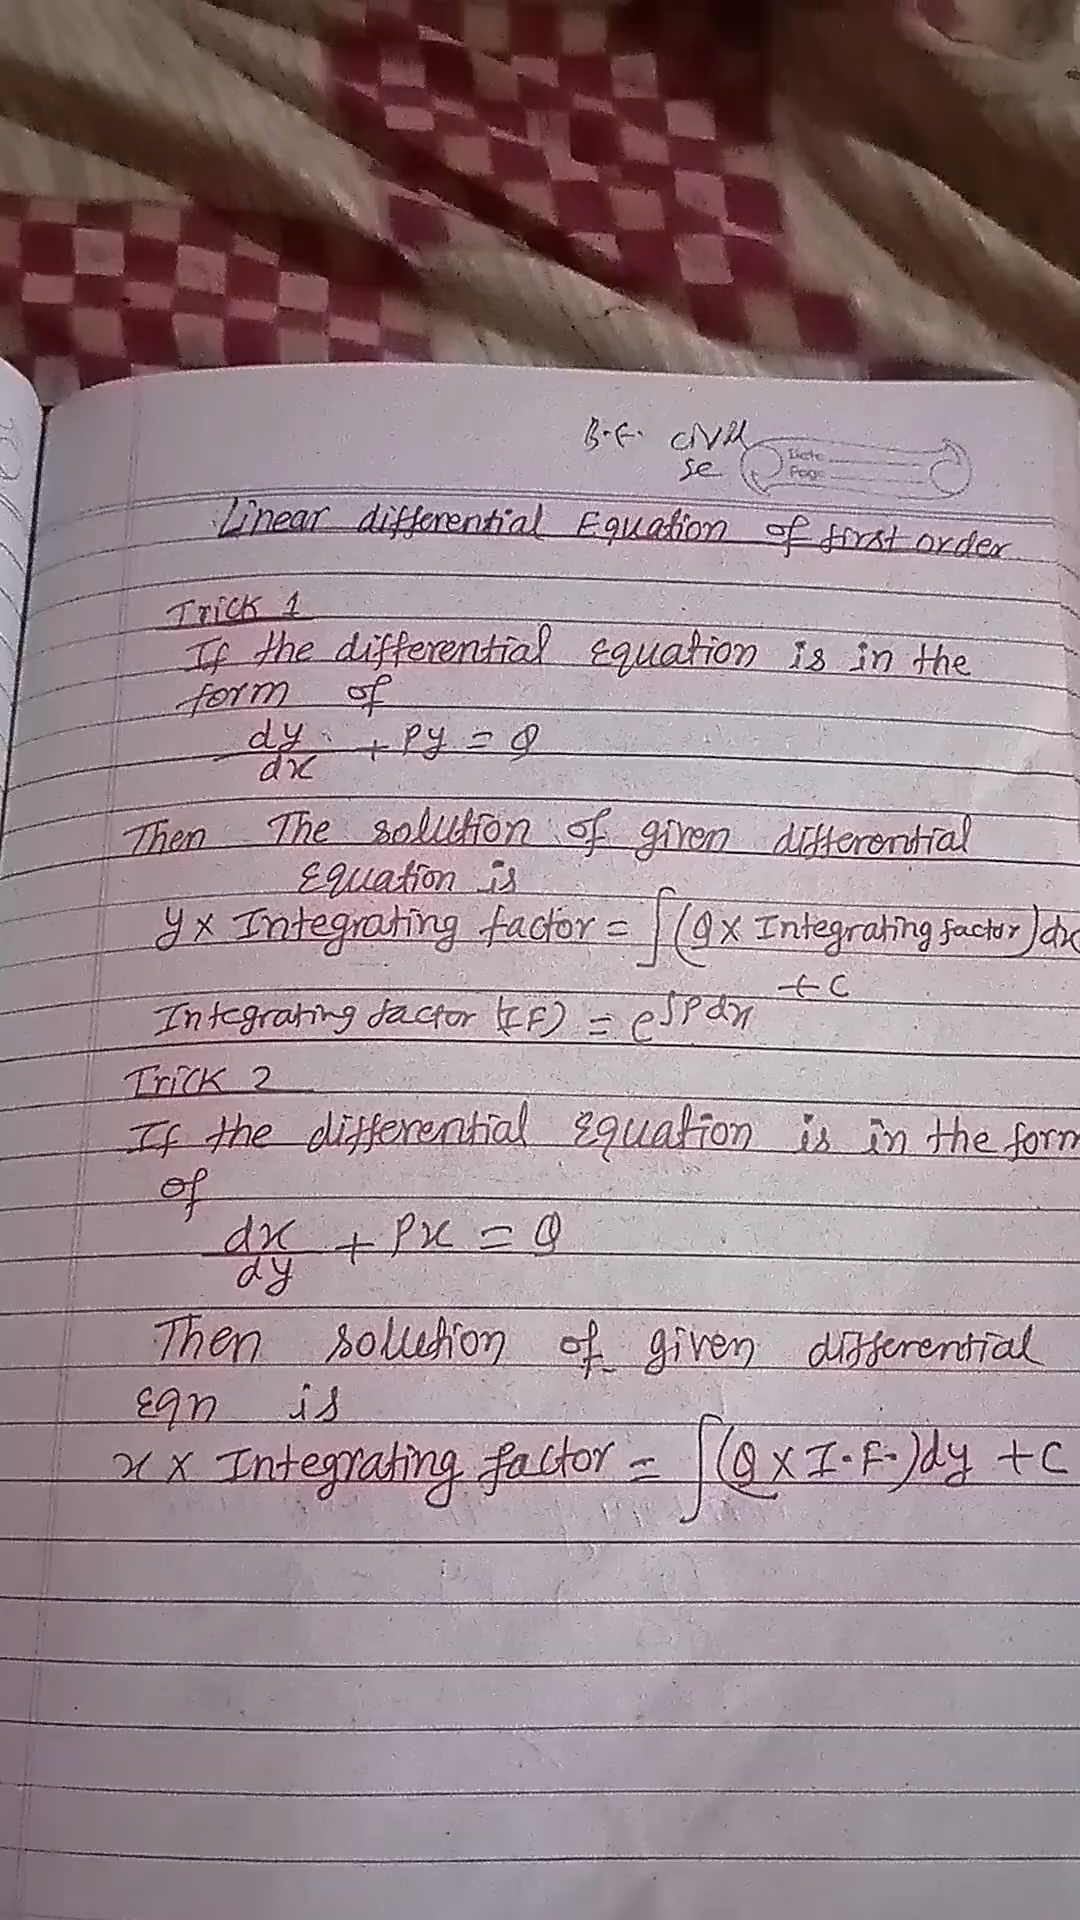 B.E. civil
se
Date
Page
Linear differential Equation of first order
Trick 1
If the differential Equation is in the
form of
dy/dx + Py = Q
Then The solution of given differential
Equation is
y x Integrating factor = ∫(Q x Integrating factor)dx
+ C
Integrating factor (IF) = e^∫Pdx
Trick 2
If the differential Equation is in the form
of
dx/dy + Px = Q
Then solution of given differential
Eqn is
x x Integrating factor = ∫(Q x I.F.)dy + C